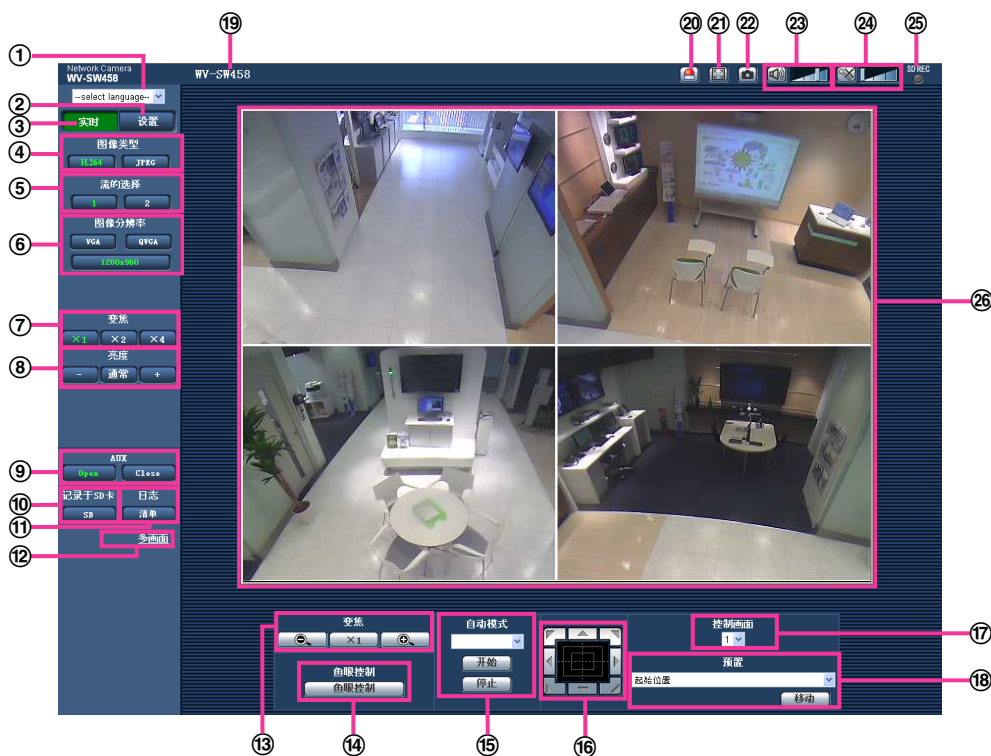 ⑲ ⑳ ㉑ ㉒ ㉓ ㉔ ㉕
①
Network Camera
WV-SW458
WV-SW458
SD REC
--select language--
②
③
实时 设置
④
图像类型
H.264 JPEG
⑤
流的选择
1 2
⑥
图像分辨率
VGA QVGA
1280x960
㉖
⑦
变焦
×1 ×2 ×4
⑧
亮度
- 通常 +
⑨
AUX
Open Close
⑩
记录于SD卡 日志
SD 清单
⑪
⑫
多画面
变焦
×1
鱼眼控制
鱼眼控制
自动模式
开始
停止
控制画面
1
⑰
预置
起始位置
⑱
移动
⑬ ⑭ ⑮ ⑯